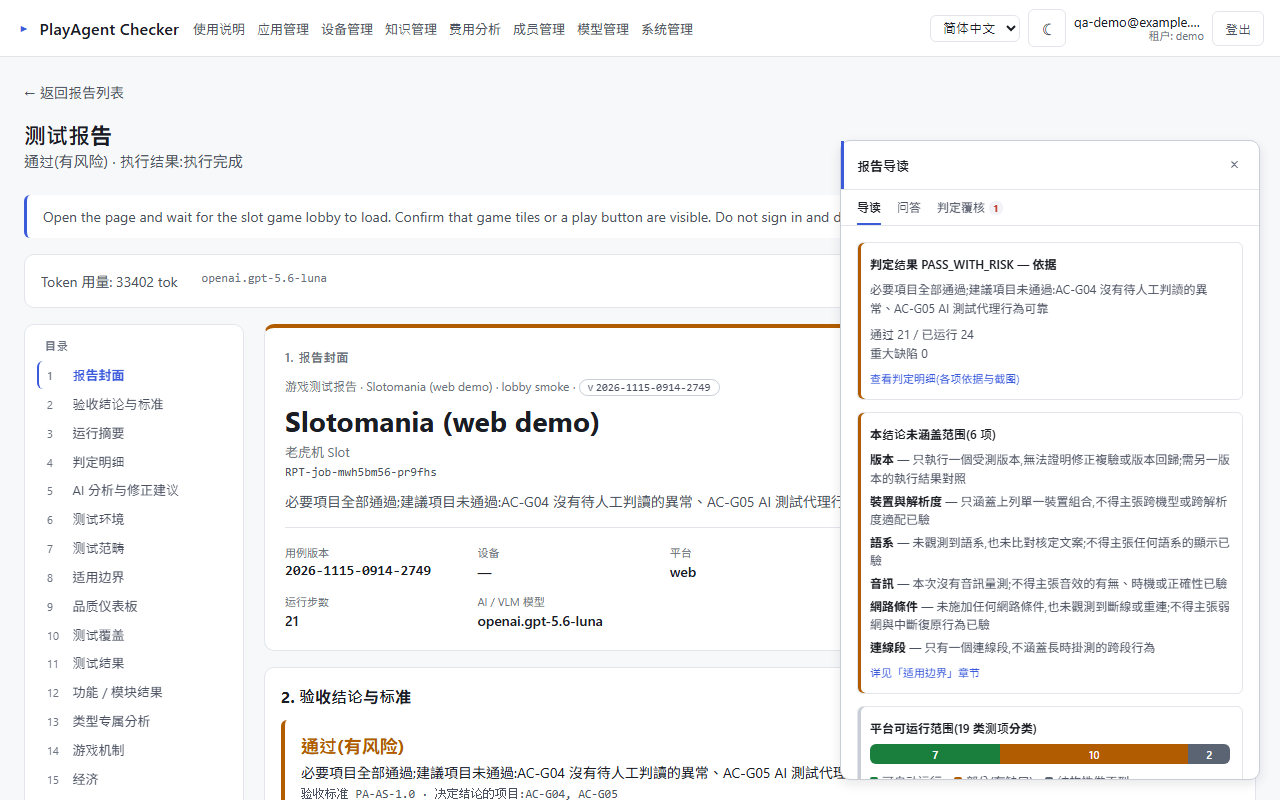 PlayAgent Checker 使用说明 应用管理 设备管理 知识管理 费用分析 成员管理 模型管理 系统管理 简体中文 qa-demo@example.... 租户: demo 登出
← 返回报告列表
测试报告
通过(有风险) · 执行结果:执行完成
Open the page and wait for the slot game lobby to load. Confirm that game tiles or a play button are visible. Do not sign in and d
Token 用量: 33402 tok openai.gpt-5.6-luna
目录
1 报告封面
2 验收结论与标准
3 运行摘要
4 判定明细
5 AI 分析与修正建议
6 测试环境
7 测试范畴
8 适用边界
9 品质仪表板
10 测试覆盖
11 测试结果
12 功能 / 模块结果
13 类型专属分析
14 游戏机制
15 经济
1. 报告封面
游戏测试报告 · Slotomania (web demo) · lobby smoke · v 2026-1115-0914-2749
Slotomania (web demo)
老虎机 Slot
RPT-job-mwh5bm56-pr9fhs
必要項目全部通過;建議項目未通過:AC-G04 沒有待人工判讀的異常、AC-G05 AI 測試代理行
用例版本 设备 平台
2026-1115-0914-2749 — web
运行步数 AI / VLM 模型
21 openai.gpt-5.6-luna
2. 验收结论与标准
通过(有风险)
必要項目全部通過;建議項目未通過:AC-G04 沒有待人工判讀的異常、AC-G05 AI 測試代理
验收标准 PA-AS-1.0 · 决定结论的项目:AC-G04, AC-G05
报告导读 ×
导读 问答 判定覆核 1
判定结果 PASS_WITH_RISK — 依据
必要項目全部通過;建議項目未通過:AC-G04 沒有待人工判讀的異
常、AC-G05 AI 測試代理行為可靠
通过 21 / 已运行 24
重大缺陷 0
查看判定明细(各项依据与截图)
本结论未涵盖范围(6 项)
版本 — 只執行一個受測版本,無法證明修正複驗或版本回歸;需另一版
本的執行結果對照
裝置與解析度 — 只涵蓋上列單一裝置組合,不得主張跨機型或跨解析
度適配已驗
語系 — 未觀測到語系,也未比對核定文案;不得主張任何語系的顯示已
驗
音訊 — 本次沒有音訊量測;不得主張音效的有無、時機或正確性已驗
網路條件 — 未施加任何網路條件,也未觀測到斷線或重連;不得主張弱
網與中斷復原行為已驗
連線段 — 只有一個連線段,不涵蓋長時掛測的跨段行為
详见「适用边界」章节
平台可运行范围(19 类测项分类)
7 10 2